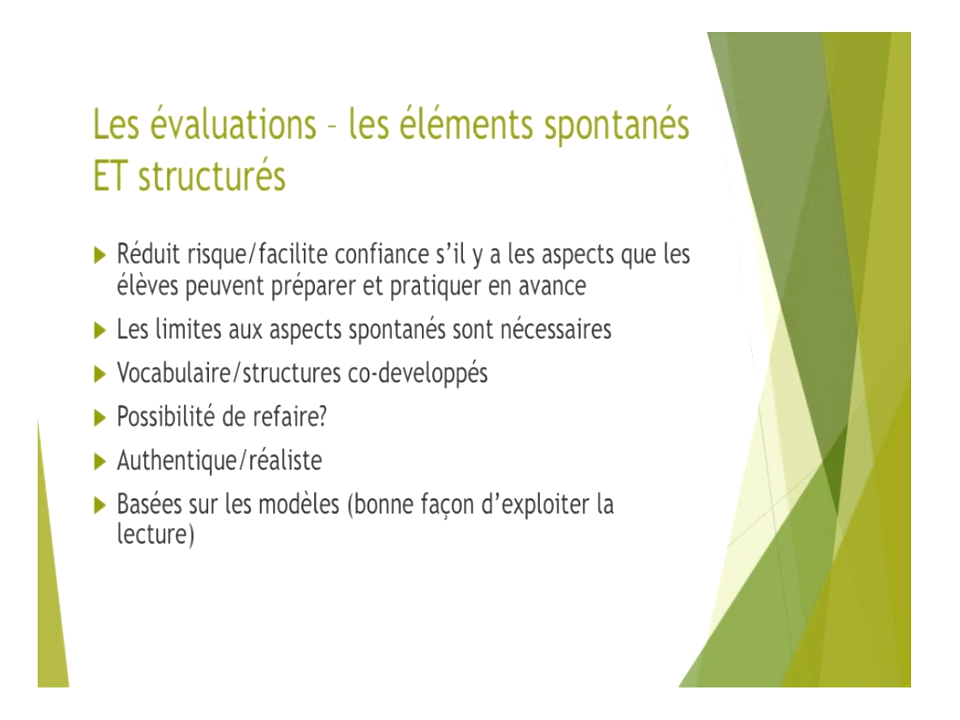 Les évaluations – les éléments spontanés
ET structurés
Réduit risque/facilite confiance s’il y a les aspects que les
élèves peuvent préparer et pratiquer en avance
Les limites aux aspects spontanés sont nécessaires
Vocabulaire/structures co-developpés
Possibilité de refaire?
Authentique/réaliste
Basées sur les modèles (bonne façon d’exploiter la
lecture)